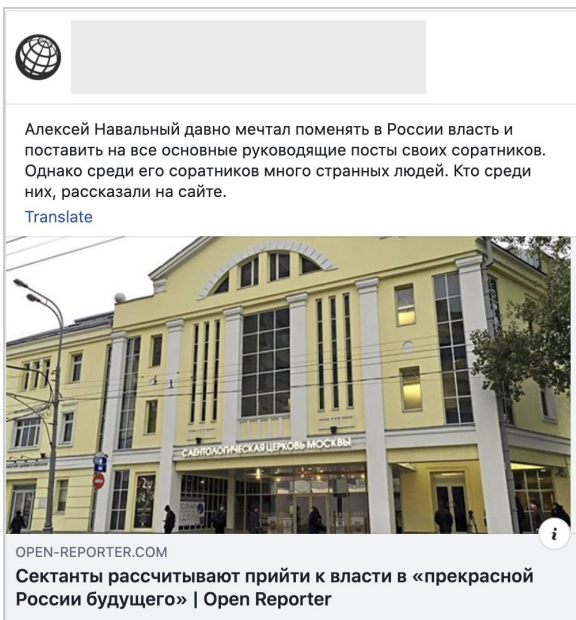 Алексей Навальный давно мечтал поменять в России власть и
поставить на все основные руководящие посты своих соратников.
Однако среди его соратников много странных людей. Кто среди
них, рассказали на сайте.
Translate
САЕНТОЛОГИЧЕСКАЯ ЦЕРКОВЬ МОСКВЫ
i
OPEN-REPORTER.COM
Сектанты рассчитывают прийти к власти в «прекрасной
России будущего» | Open Reporter